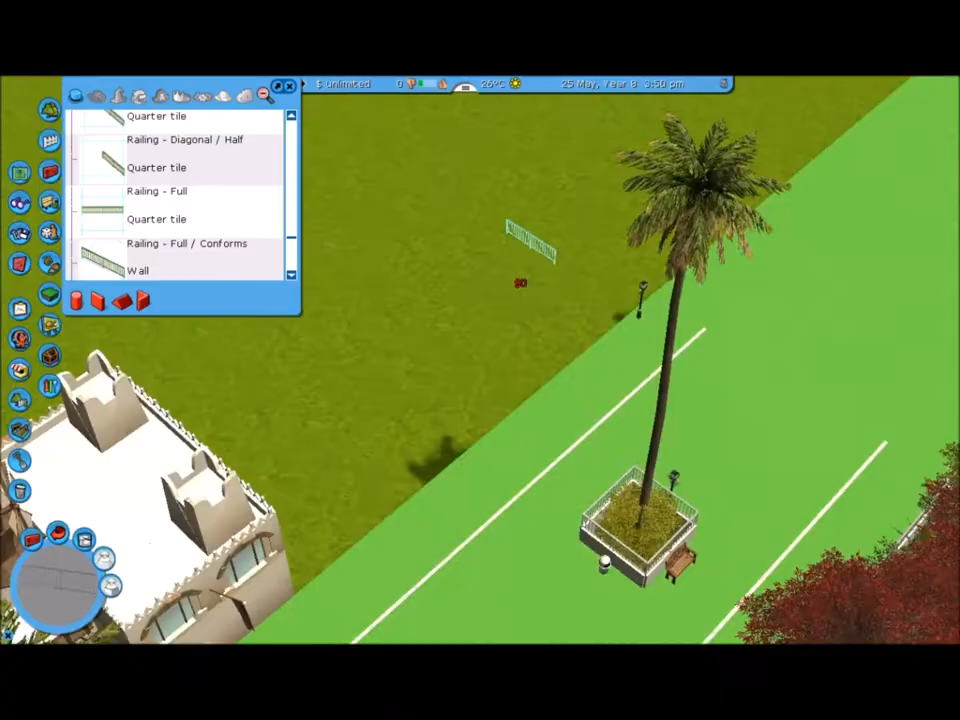 $ unlimited 0 26°C 25 May, Year 8 3:50 pm
Quarter tile
Railing - Diagonal / Half
Quarter tile
Railing - Full
Quarter tile
Railing - Full / Conforms
Wall
$0